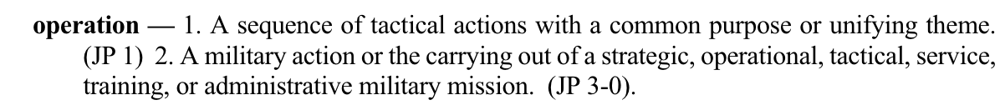 operation — 1. A sequence of tactical actions with a common purpose or unifying theme.
(JP 1) 2. A military action or the carrying out of a strategic, operational, tactical, service,
training, or administrative military mission. (JP 3-0).